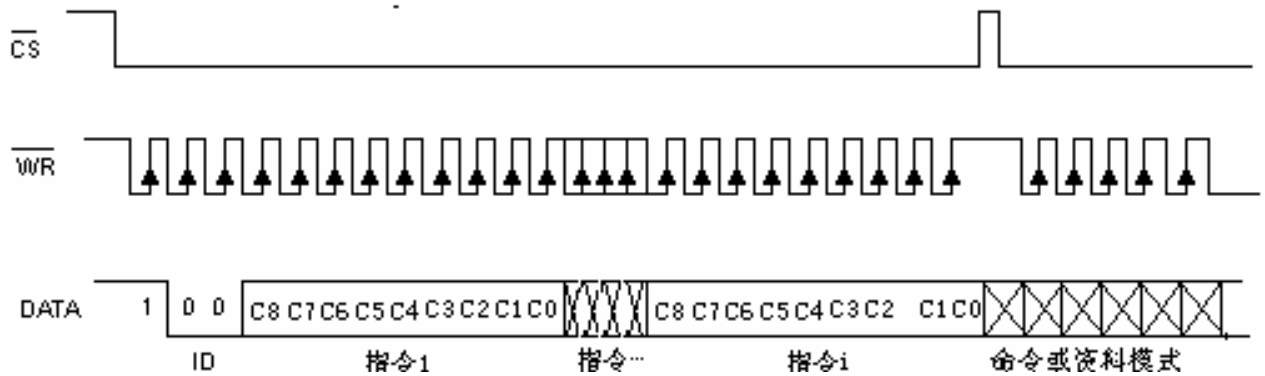 CS
WR
DATA 1 0 0 C8 C7 C6 C5 C4 C3 C2 C1 C0 C8 C7 C6 C5 C4 C3 C2 C1 C0
ID 指令1 指令… 指令i 命令或资料模式